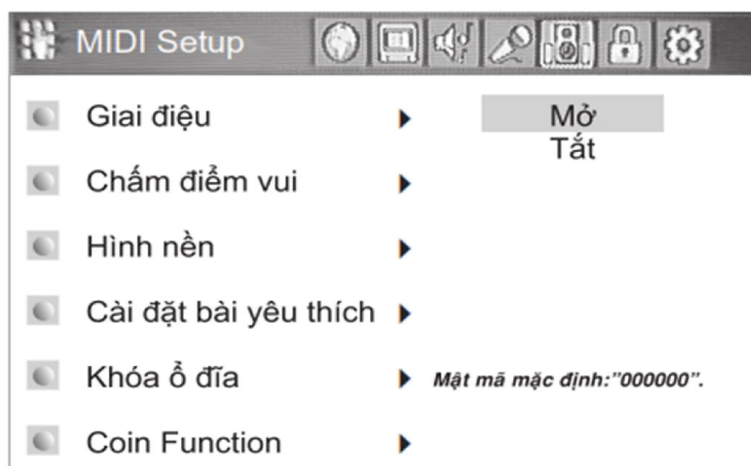 MIDI Setup
Giai điệu
Mở
Tắt
Chấm điểm vui
Hình nền
Cài đặt bài yêu thích
Khóa ổ đĩa
Mật mã mặc định:"000000".
Coin Function